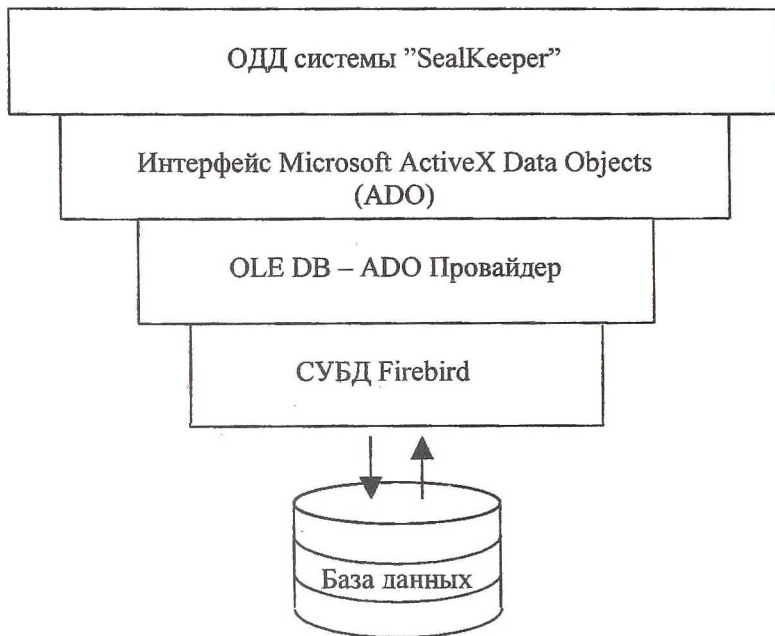 ОДД системы ”SealKeeper”
Интерфейс Microsoft ActiveX Data Objects
(ADO)
OLE DB – ADO Провайдер
СУБД Firebird
База данных